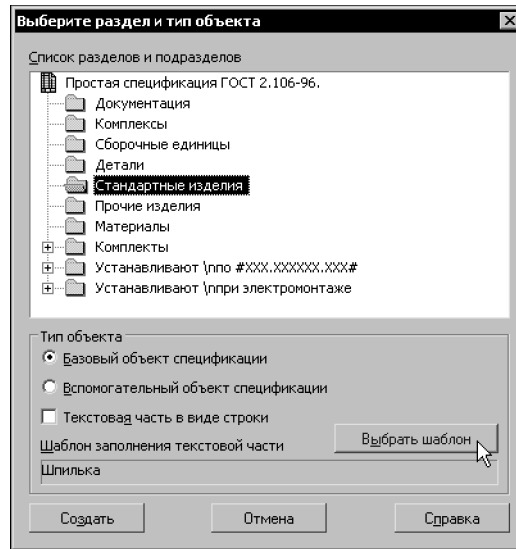 Выберите раздел и тип объекта
Список разделов и подразделов
Простая спецификация ГОСТ 2.106-96.
Документация
Комплексы
Сборочные единицы
Детали
Стандартные изделия
Прочие изделия
Материалы
Комплекты
Устанавливают \nпо #XXX.XXXXXX.XXX#
Устанавливают \nпри электромонтаже
Тип объекта
Базовый объект спецификации
Вспомогательный объект спецификации
Текстовая часть в виде строки
Шаблон заполнения текстовой части
Выбрать шаблон
Шпилька
Создать Отмена Справка